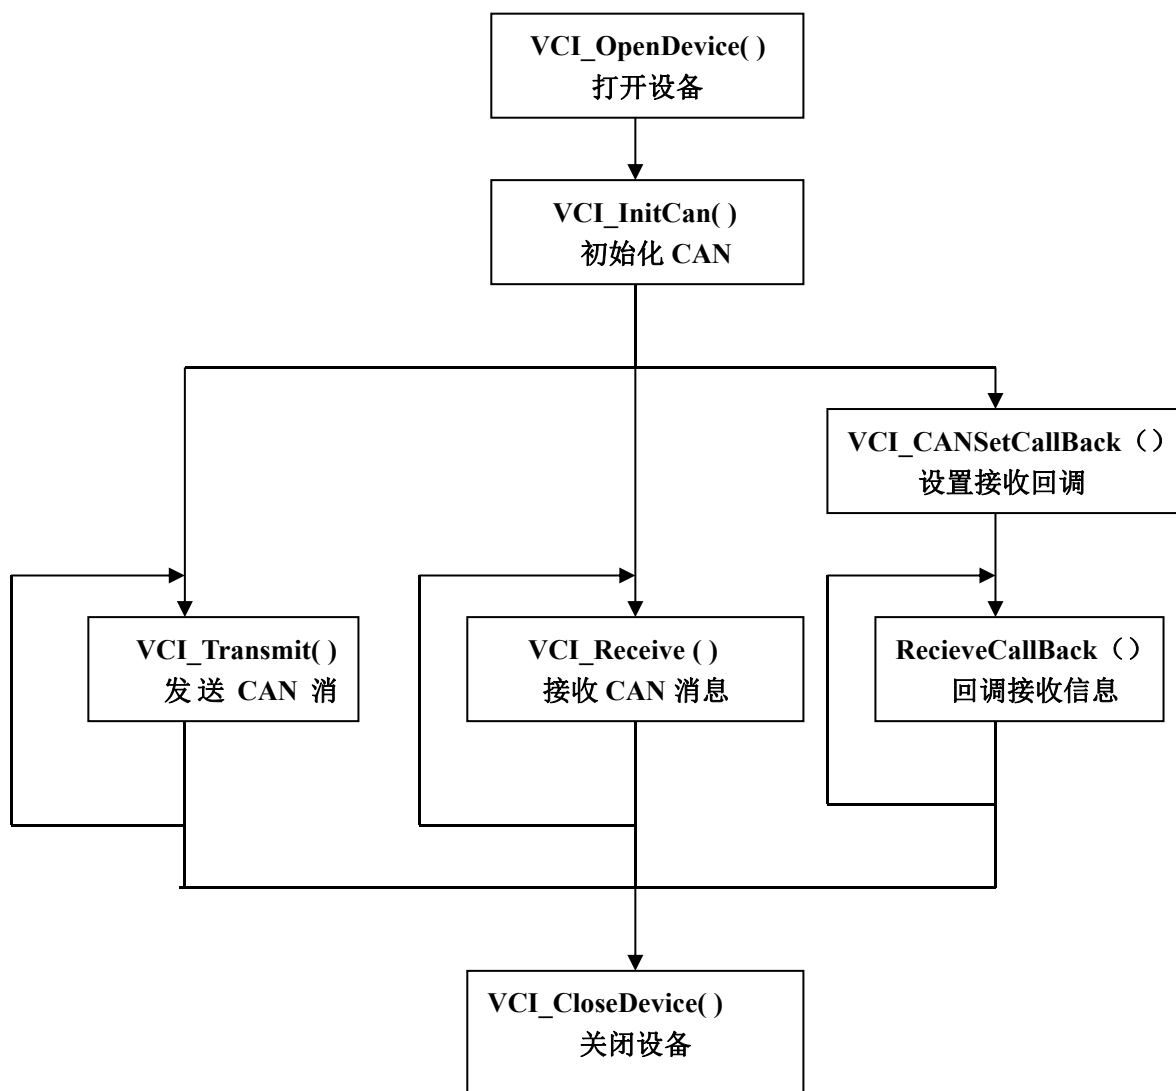 VCI_OpenDevice( )
打开设备
VCI_InitCan( )
初始化 CAN
VCI_CANSetCallBack（）
设置接收回调
VCI_Transmit( )
发送 CAN 消
VCI_Receive ( )
接收 CAN 消息
RecieveCallBack（）
回调接收信息
VCI_CloseDevice( )
关闭设备